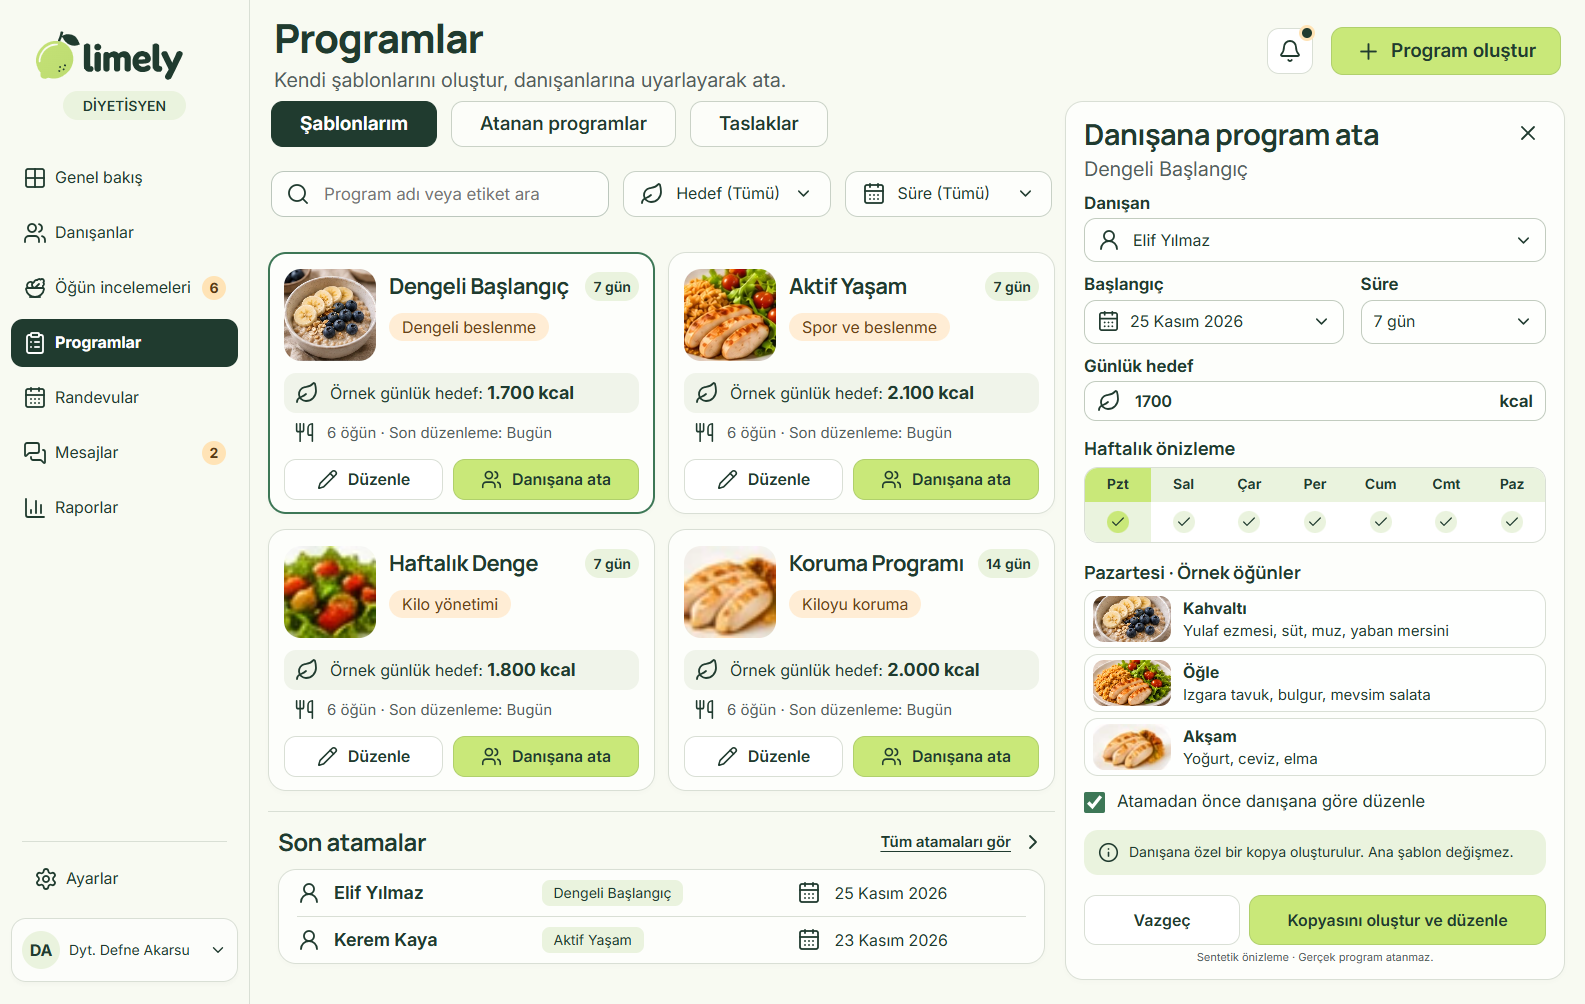 limely
DİYETİSYEN
Genel bakış
Danışanlar
Öğün incelemeleri 6
Programlar
Randevular
Mesajlar 2
Raporlar
Ayarlar
DA Dyt. Defne Akarsu
Programlar
Kendi şablonlarını oluştur, danışanlarına uyarlayarak ata.
Program oluştur
Şablonlarım Atanan programlar Taslaklar
Program adı veya etiket ara Hedef (Tümü) Süre (Tümü)
Dengeli Başlangıç 7 gün
Dengeli beslenme
Örnek günlük hedef: 1.700 kcal
6 öğün · Son düzenleme: Bugün
Düzenle Danışana ata
Aktif Yaşam 7 gün
Spor ve beslenme
Örnek günlük hedef: 2.100 kcal
6 öğün · Son düzenleme: Bugün
Düzenle Danışana ata
Haftalık Denge 7 gün
Kilo yönetimi
Örnek günlük hedef: 1.800 kcal
6 öğün · Son düzenleme: Bugün
Düzenle Danışana ata
Koruma Programı 14 gün
Kiloyu koruma
Örnek günlük hedef: 2.000 kcal
6 öğün · Son düzenleme: Bugün
Düzenle Danışana ata
Son atamalar Tüm atamaları gör
Elif Yılmaz Dengeli Başlangıç 25 Kasım 2026
Kerem Kaya Aktif Yaşam 23 Kasım 2026
Danışana program ata
Dengeli Başlangıç
Danışan
Elif Yılmaz
Başlangıç Süre
25 Kasım 2026 7 gün
Günlük hedef
1700 kcal
Haftalık önizleme
Pzt Sal Çar Per Cum Cmt Paz
Pazartesi · Örnek öğünler
Kahvaltı
Yulaf ezmesi, süt, muz, yaban mersini
Öğle
Izgara tavuk, bulgur, mevsim salata
Akşam
Yoğurt, ceviz, elma
Atamadan önce danışana göre düzenle
Danışana özel bir kopya oluşturulur. Ana şablon değişmez.
Vazgeç Kopyasını oluştur ve düzenle
Sentetik önizleme · Gerçek program atanmaz.